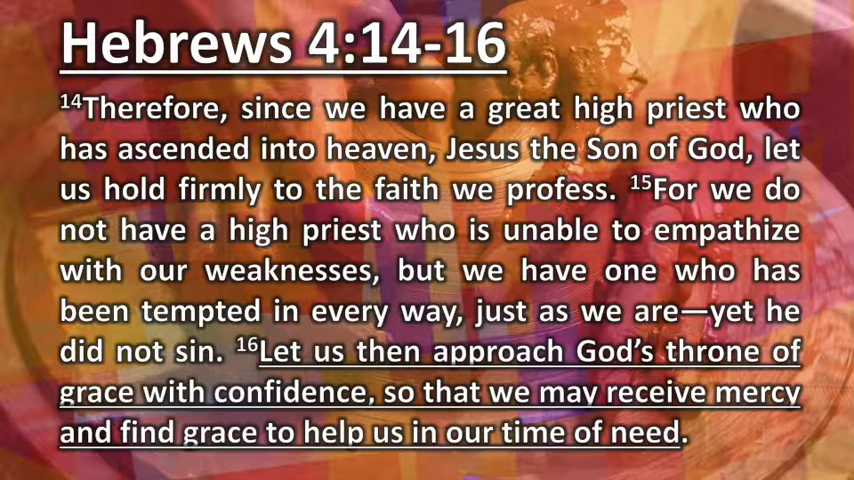 Hebrews 4:14-16
¹⁴Therefore, since we have a great high priest who
has ascended into heaven, Jesus the Son of God, let
us hold firmly to the faith we profess. ¹⁵For we do
not have a high priest who is unable to empathize
with our weaknesses, but we have one who has
been tempted in every way, just as we are—yet he
did not sin. ¹⁶Let us then approach God’s throne of
grace with confidence, so that we may receive mercy
and find grace to help us in our time of need.